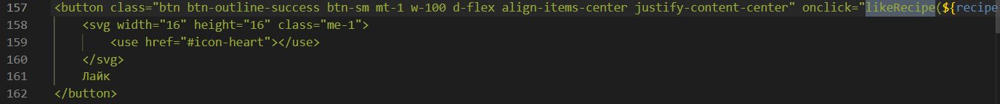 157 <button class="btn btn-outline-success btn-sm mt-1 w-100 d-flex align-items-center justify-content-center" onclick="likeRecipe(${recipe
158 <svg width="16" height="16" class="me-1">
159 <use href="#icon-heart"></use>
160 </svg>
161 Лайк
162 </button>